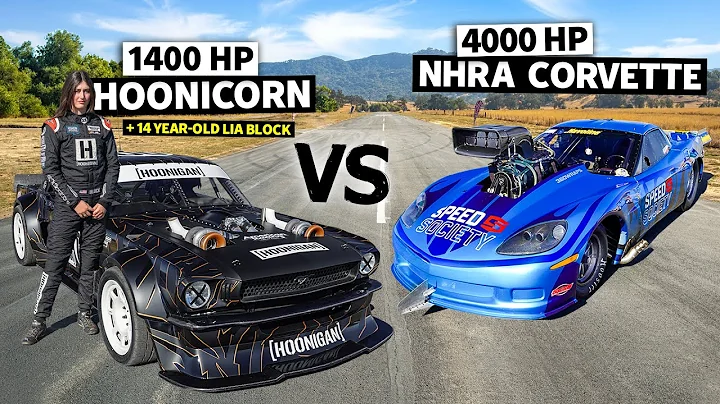 1400 HP
HOONICORN
+ 14 YEAR-OLD LIA BLOCK
VS
4000 HP
NHRA CORVETTE
H
[HOONIGAN]
[HOONIGAN]
[HOONIGAN]
SPEED
SOCIETY
SPEED
SOCIETY